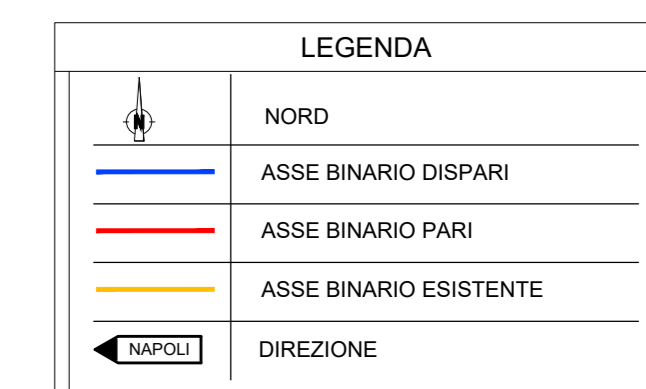 LEGENDA
N NORD
ASSE BINARIO DISPARI
ASSE BINARIO PARI
ASSE BINARIO ESISTENTE
NAPOLI DIREZIONE